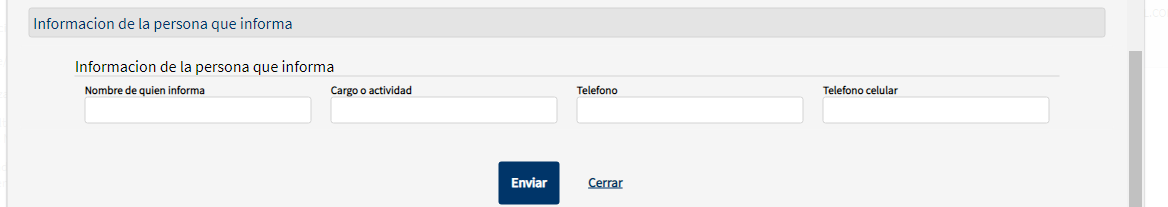 Informacion de la persona que informa
Informacion de la persona que informa
Nombre de quien informa Cargo o actividad Telefono Telefono celular
Enviar Cerrar